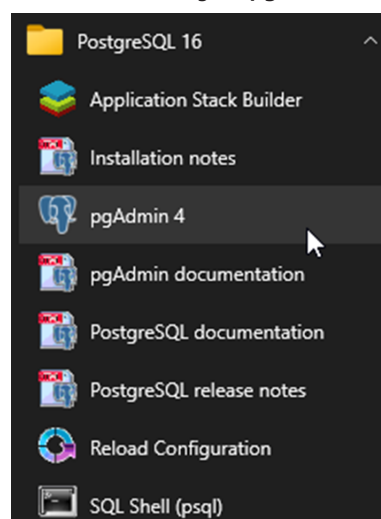 PostgreSQL 16
Application Stack Builder
Installation notes
pgAdmin 4
pgAdmin documentation
PostgreSQL documentation
PostgreSQL release notes
Reload Configuration
SQL Shell (psql)